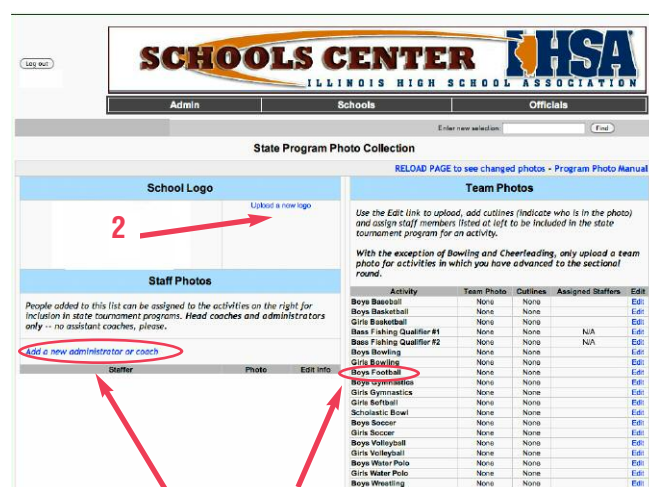 Log out
SCHOOLS CENTER IHSA
ILLINOIS HIGH SCHOOL ASSOCIATION
Admin Schools Officials
Enter new selection: Find
State Program Photo Collection
RELOAD PAGE to see changed photos - Program Photo Manual
School Logo
Upload a new logo
2
Staff Photos
People added to this list can be assigned to the activities on the right for
inclusion in state tournament programs. Head coaches and administrators
only -- no assistant coaches, please.
Add a new administrator or coach
Staffer Photo Edit Info
Team Photos
Use the Edit link to upload, add cutlines (indicate who is in the photo)
and assign staff members listed at left to be included in the state
tournament program for an activity.
With the exception of Bowling and Cheerleading, only upload a team
photo for activities in which you have advanced to the sectional
round.
Activity Team Photo Cutlines Assigned Staffers Edit
Boys Baseball None None Edit
Boys Basketball None None Edit
Girls Basketball None None Edit
Bass Fishing Qualifier #1 None None N/A Edit
Bass Fishing Qualifier #2 None None N/A Edit
Boys Bowling None None Edit
Girls Bowling None None Edit
Boys Football None None Edit
Boys Gymnastics None None Edit
Girls Gymnastics None None Edit
Girls Softball None None Edit
Scholastic Bowl None None Edit
Boys Soccer None None Edit
Girls Soccer None None Edit
Boys Volleyball None None Edit
Girls Volleyball None None Edit
Boys Water Polo None None Edit
Girls Water Polo None None Edit
Boys Wrestling None None Edit